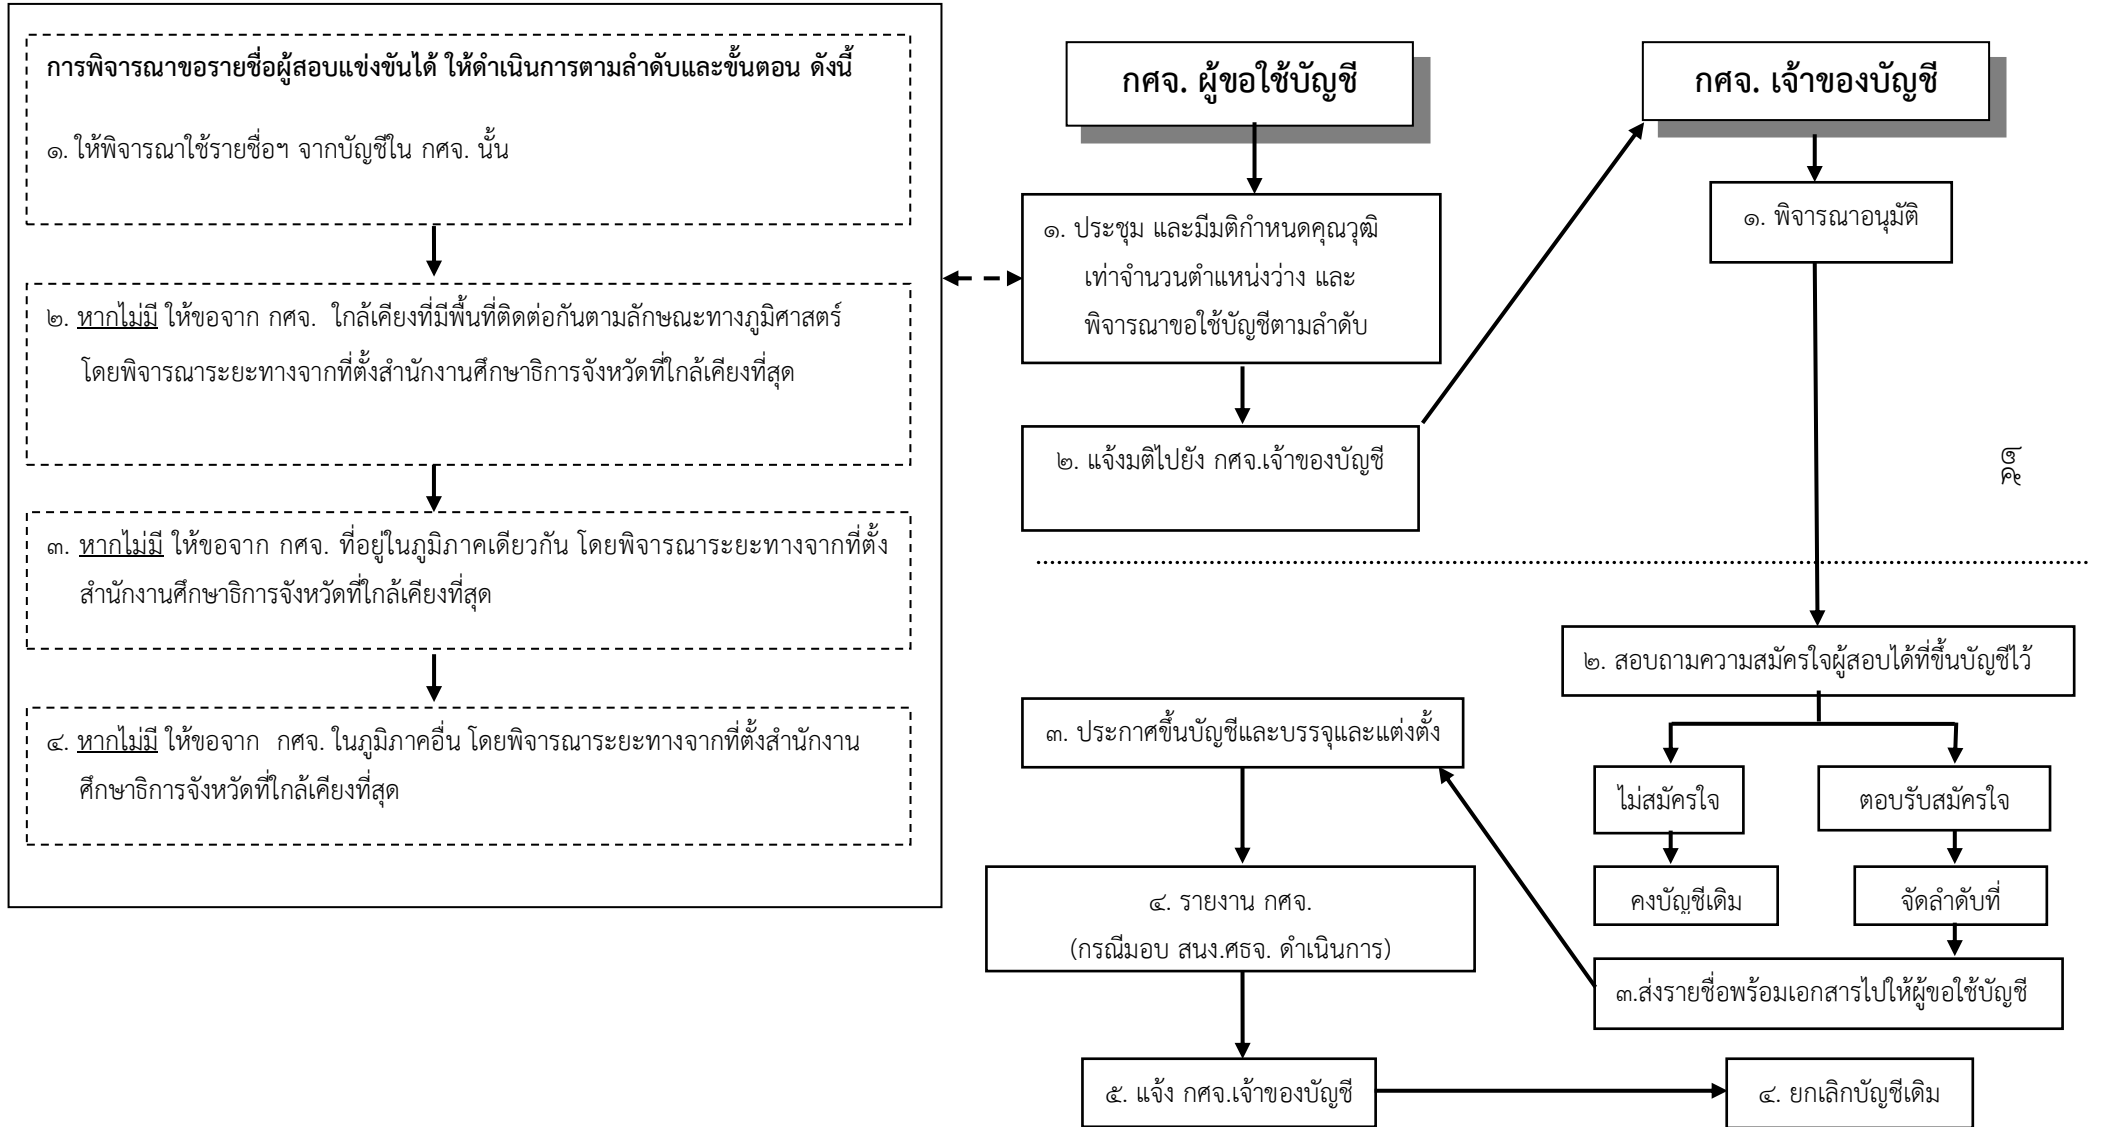 การพิจารณาขอรายชื่อผู้สอบแข่งขันได้ ให้ดำเนินการตามลำดับและขั้นตอน ดังนี้
๑. ให้พิจารณาใช้รายชื่อฯ จากบัญชีใน กศจ. นั้น
๒. หากไม่มี ให้ขอจาก กศจ. ใกล้เคียงที่มีพื้นที่ติดต่อกันตามลักษณะทางภูมิศาสตร์
โดยพิจารณาระยะทางจากที่ตั้งสำนักงานศึกษาธิการจังหวัดที่ใกล้เคียงที่สุด
๓. หากไม่มี ให้ขอจาก กศจ. ที่อยู่ในภูมิภาคเดียวกัน โดยพิจารณาระยะทางจากที่ตั้ง
สำนักงานศึกษาธิการจังหวัดที่ใกล้เคียงที่สุด
๔. หากไม่มี ให้ขอจาก กศจ. ในภูมิภาคอื่น โดยพิจารณาระยะทางจากที่ตั้งสำนักงาน
ศึกษาธิการจังหวัดที่ใกล้เคียงที่สุด
กศจ. ผู้ขอใช้บัญชี
๑. ประชุม และมีมติกำหนดคุณวุฒิ
เท่าจำนวนตำแหน่งว่าง และ
พิจารณาขอใช้บัญชีตามลำดับ
๒. แจ้งมติไปยัง กศจ.เจ้าของบัญชี
กศจ. เจ้าของบัญชี
๑. พิจารณาอนุมัติ
๒๕
๒. สอบถามความสมัครใจผู้สอบได้ที่ขึ้นบัญชีไว้
ไม่สมัครใจ
ตอบรับสมัครใจ
คงบัญชีเดิม
จัดลำดับที่
๓.ส่งรายชื่อพร้อมเอกสารไปให้ผู้ขอใช้บัญชี
๓. ประกาศขึ้นบัญชีและบรรจุและแต่งตั้ง
๔. รายงาน กศจ.
(กรณีมอบ สนง.ศธจ. ดำเนินการ)
๕. แจ้ง กศจ.เจ้าของบัญชี
๔. ยกเลิกบัญชีเดิม